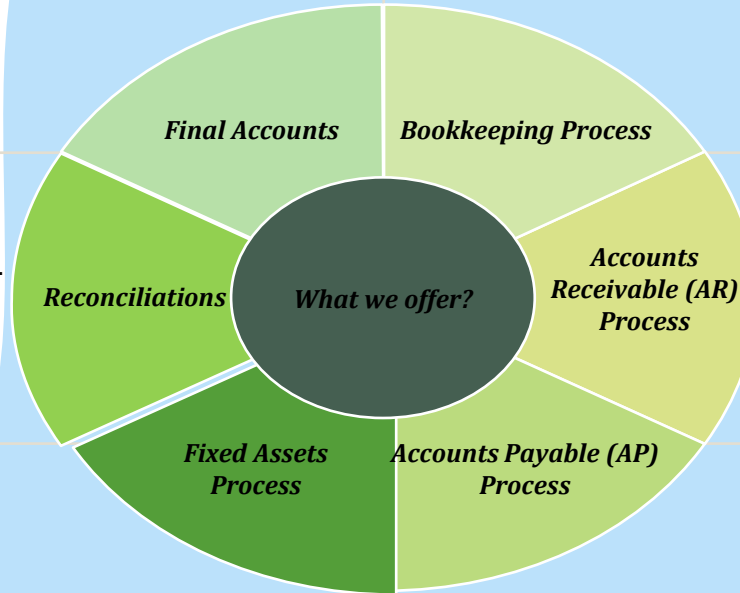 Final Accounts
Bookkeeping Process
Accounts
Receivable (AR)
Process
Reconciliations
What we offer?
Fixed Assets
Process
Accounts Payable (AP)
Process